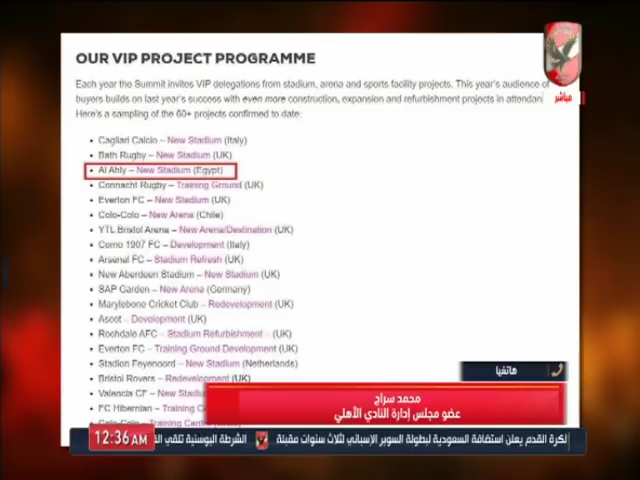 OUR VIP PROJECT PROGRAMME
Each year the Summit invites VIP delegations from stadium, arena and sports facility projects. This year's audience of
buyers builds on last year's success with even more construction, expansion and refurbishment projects in
Here's a sampling of the 60+ projects confirmed to date:
مباشر
• Cagliari Calcio – New Stadium (Italy)
• Bath Rugby – New Stadium (UK)
• Al Ahly – New Stadium (Egypt)
• Connacht Rugby – Training Ground (UK)
• Everton FC – New Stadium (UK)
• Colo-Colo – New Arena (Chile)
• YTL Bristol Arena – New Arena/Destination (UK)
• Como 1907 FC – Development (Italy)
• Arsenal FC – Stadium Refresh (UK)
• New Aberdeen Stadium – New Stadium (UK)
• SAP Garden – New Arena (Germany)
• Marylebone Cricket Club – Redevelopment (UK)
• Ascot – Development (UK)
• Rochdale AFC – Stadium Refurbishment – (UK)
• Everton FC – Training Ground Development (UK)
• Stadion Feyenoord – New Stadium (Netherlands)
• Bristol Rovers – Redevelopment (UK)
• Valencia CF – New
• FC Hibernian – Training
هاتفيا
محمد سراج
عضو مجلس إدارة النادي الأهلي
12:36 AM
لكرة القدم يعلن استضافة السعودية لبطولة السوبر الإسباني لثلاث سنوات مقبلة
الشرطة البوسنية تلقي